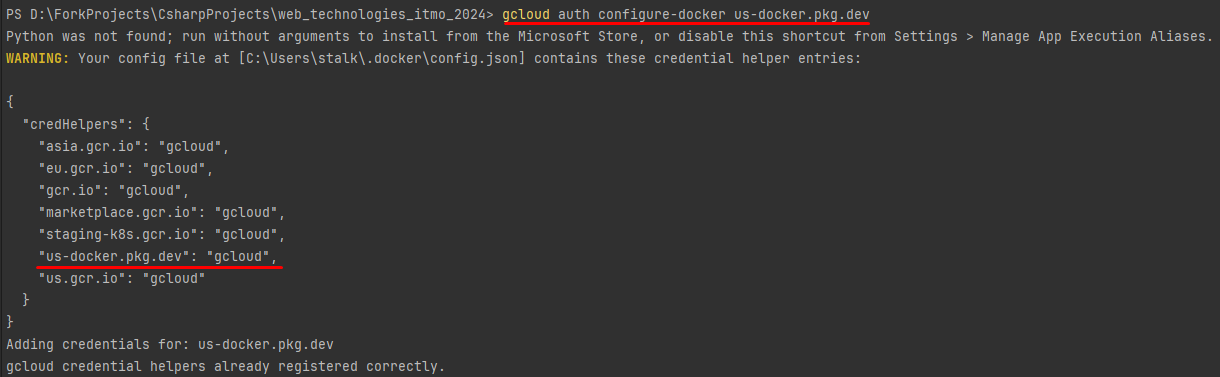 PS D:\ForkProjects\CsharpProjects\web_technologies_itmo_2024> gcloud auth configure-docker us-docker.pkg.dev
Python was not found; run without arguments to install from the Microsoft Store, or disable this shortcut from Settings > Manage App Execution Aliases.
WARNING: Your config file at [C:\Users\stalk\.docker\config.json] contains these credential helper entries:
{
  "credHelpers": {
    "asia.gcr.io": "gcloud",
    "eu.gcr.io": "gcloud",
    "gcr.io": "gcloud",
    "marketplace.gcr.io": "gcloud",
    "staging-k8s.gcr.io": "gcloud",
    "us-docker.pkg.dev": "gcloud",
    "us.gcr.io": "gcloud"
  }
}
Adding credentials for: us-docker.pkg.dev
gcloud credential helpers already registered correctly.